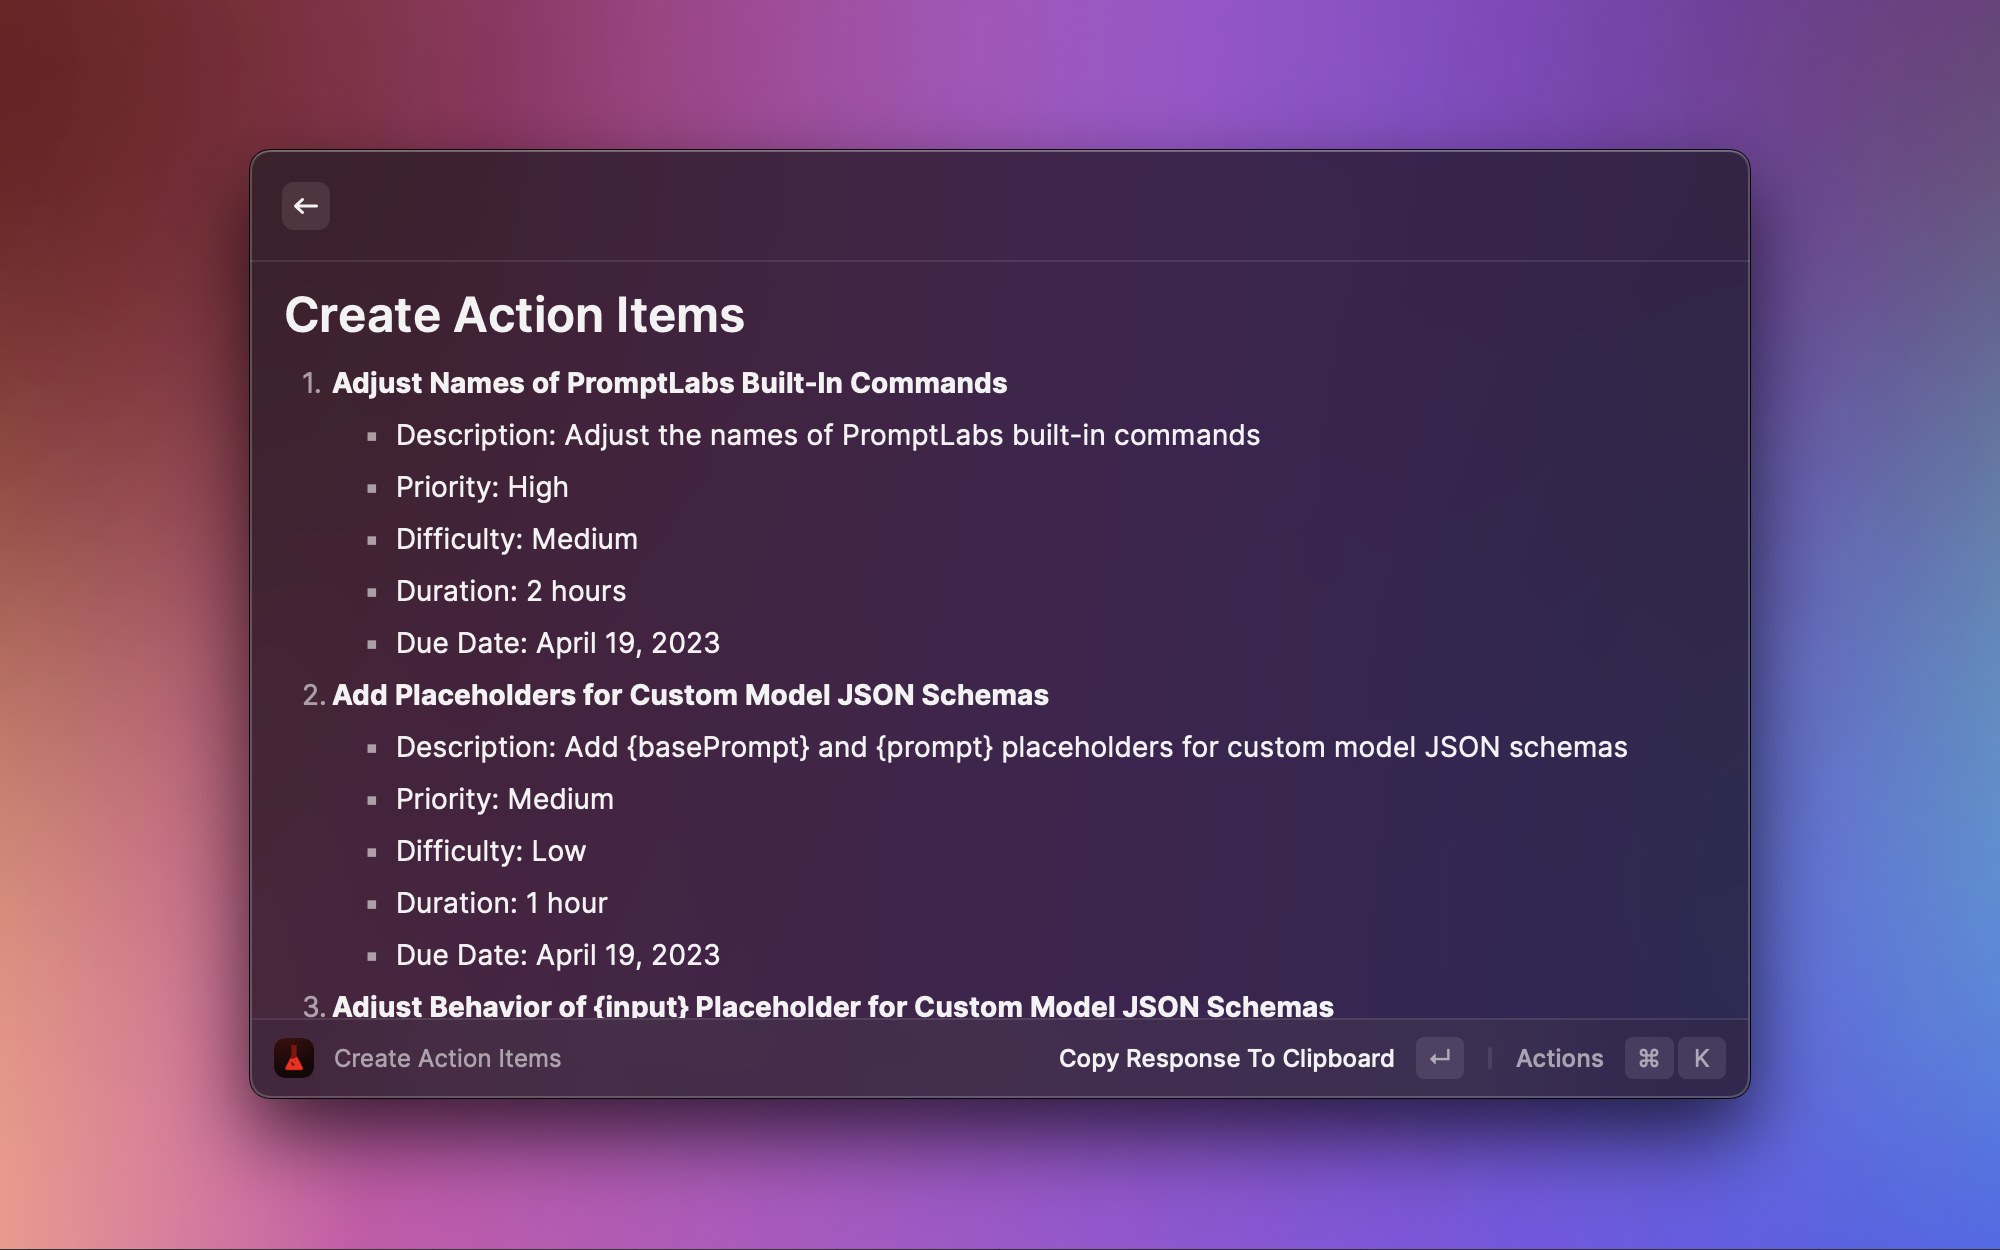 Create Action Items
1. Adjust Names of PromptLabs Built-In Commands
▪ Description: Adjust the names of PromptLabs built-in commands
▪ Priority: High
▪ Difficulty: Medium
▪ Duration: 2 hours
▪ Due Date: April 19, 2023
2. Add Placeholders for Custom Model JSON Schemas
▪ Description: Add {basePrompt} and {prompt} placeholders for custom model JSON schemas
▪ Priority: Medium
▪ Difficulty: Low
▪ Duration: 1 hour
▪ Due Date: April 19, 2023
3. Adjust Behavior of {input} Placeholder for Custom Model JSON Schemas
Create Action Items Copy Response To Clipboard ↵ | Actions ⌘ K